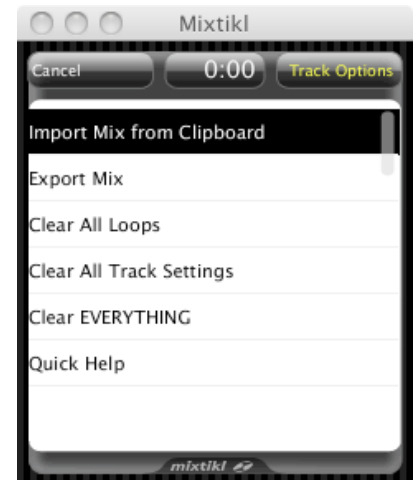 Mixtikl
Cancel 0:00 Track Options
Import Mix from Clipboard
Export Mix
Clear All Loops
Clear All Track Settings
Clear EVERYTHING
Quick Help
mixtikl